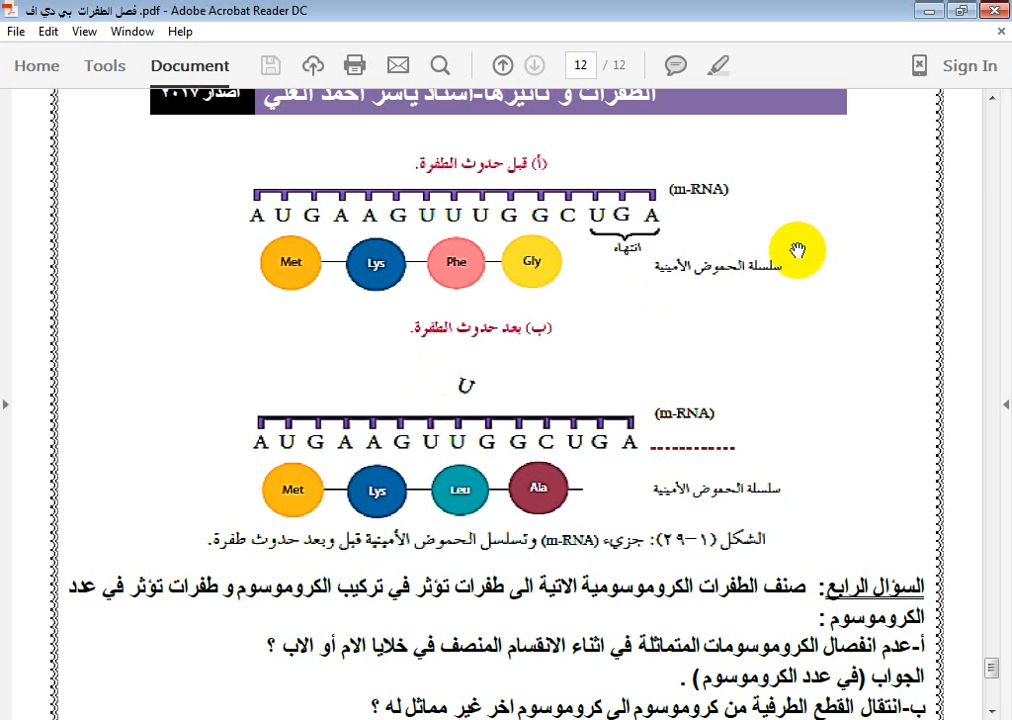 فصل الطفرات بي دي اف .pdf - Adobe Acrobat Reader DC
File Edit View Window Help
Home Tools Document 12 / 12 Sign In
الطفرات و تأثيرها-أستاذ ياسر احمد العلي اصدار ٢٠١٧
(أ) قبل حدوث الطفرة.
(m-RNA)
A U G A A G U U U G G C U G A
انتهاء
Met Lys Phe Gly
سلسلة الحموض الأمينية
(ب) بعد حدوث الطفرة.
U
(m-RNA)
A U G A A G U U G G C U G A
Met Lys Leu Ala
سلسلة الحموض الأمينية
الشكل (١-٢٩): جزيء (m-RNA) وتسلسل الحموض الأمينية قبل وبعد حدوث طفرة.
السؤال الرابع: صنف الطفرات الكروموسومية الاتية الى طفرات تؤثر في تركيب الكروموسوم و طفرات تؤثر في عدد
الكروموسوم :
أ-عدم انفصال الكروموسومات المتماثلة في اثناء الانقسام المنصف في خلايا الام أو الاب ؟
الجواب (في عدد الكروموسوم) .
ب-انتقال القطع الطرفية من كروموسوم الى كروموسوم اخر غير مماثل له ؟